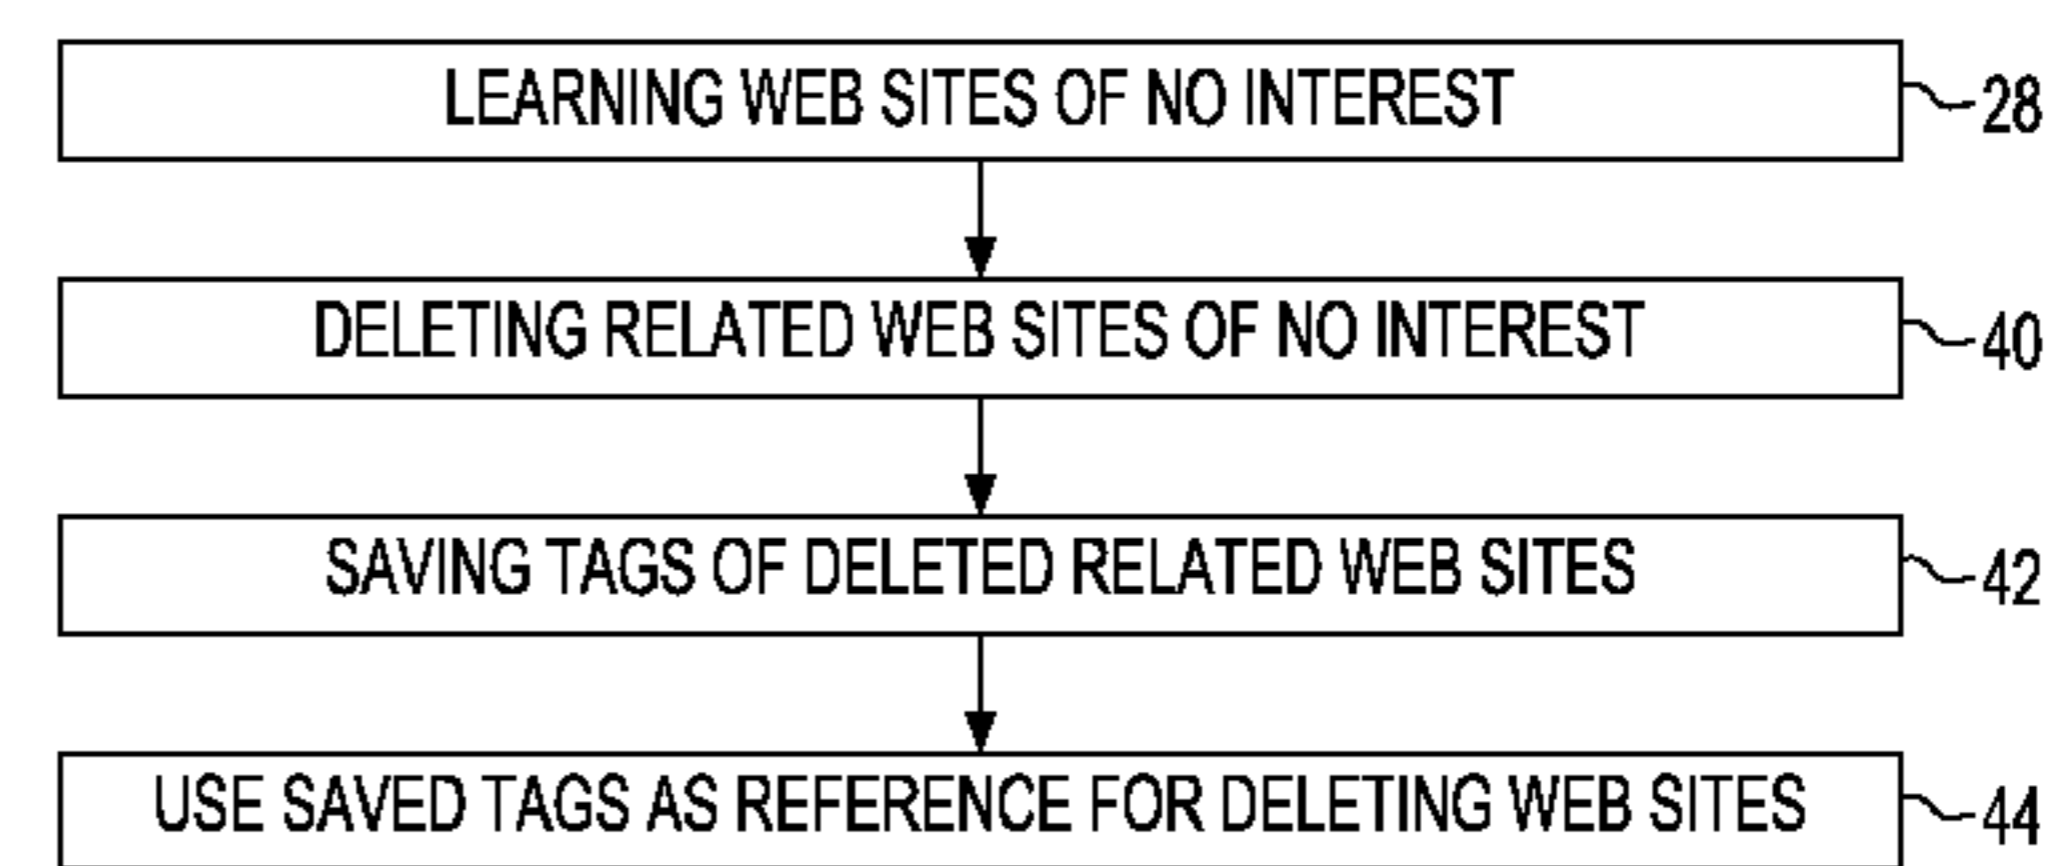 LEARNING WEB SITES OF NO INTEREST
28
DELETING RELATED WEB SITES OF NO INTEREST
40
SAVING TAGS OF DELETED RELATED WEB SITES
42
USE SAVED TAGS AS REFERENCE FOR DELETING WEB SITES
44